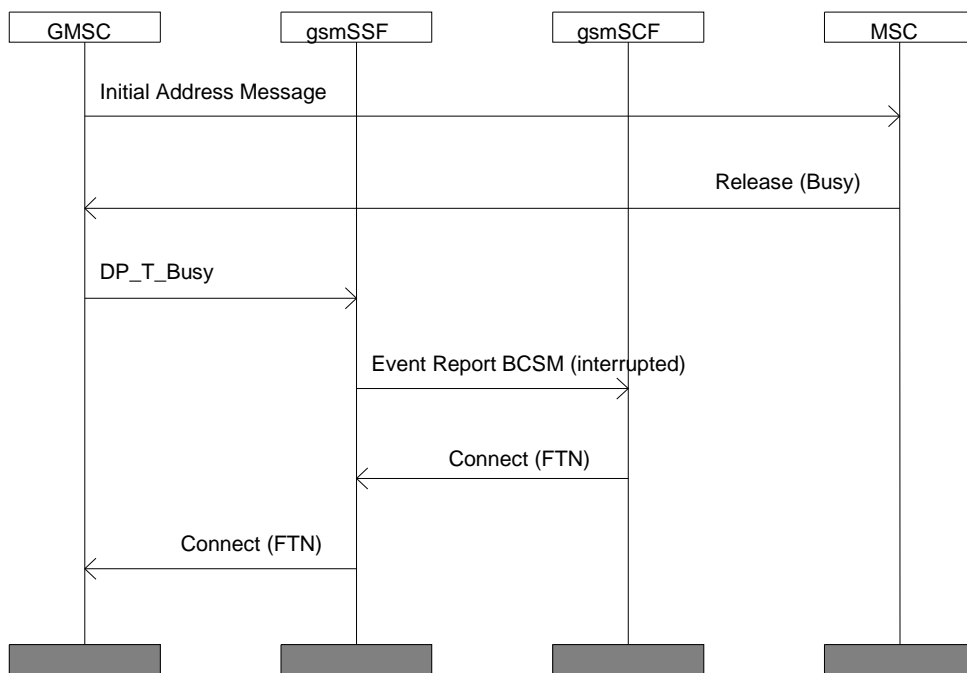 GMSC gsmSSF gsmSCF MSC
Initial Address Message
Release (Busy)
DP_T_Busy
Event Report BCSM (interrupted)
Connect (FTN)
Connect (FTN)